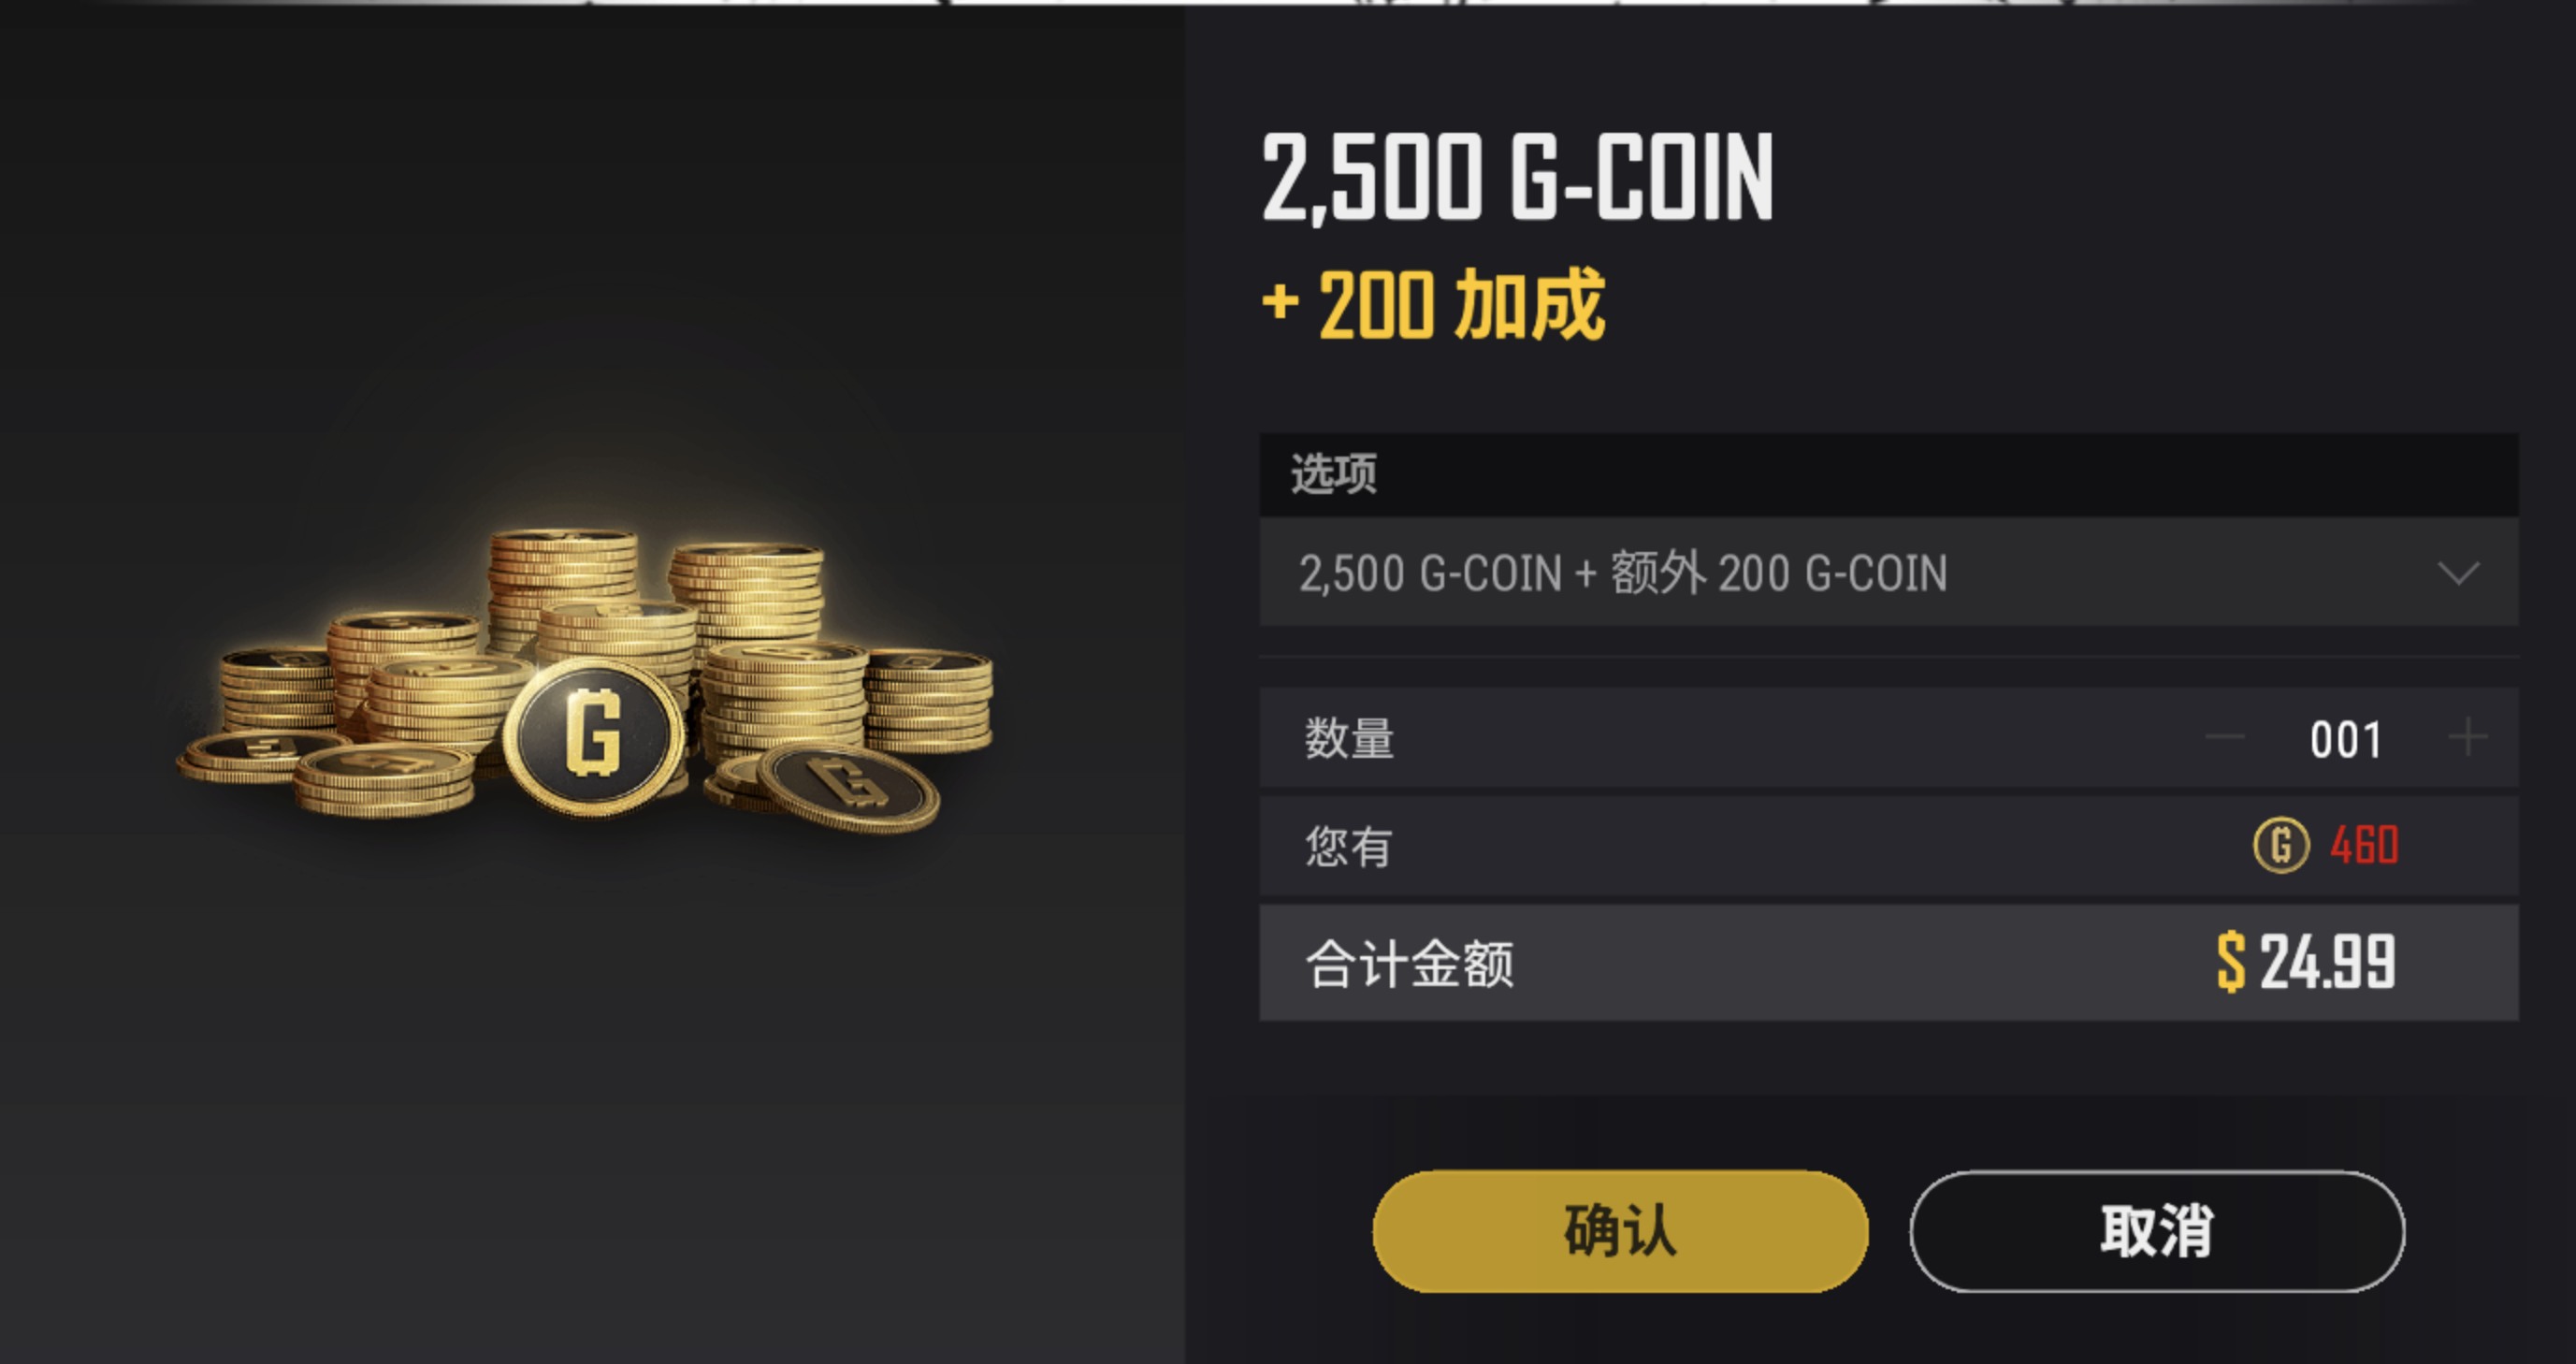 2,500 G-COIN
+ 200 加成
选项
2,500 G-COIN + 额外 200 G-COIN
数量
— 001 +
您有
G 460
合计金额
$ 24.99
确认
取消
G